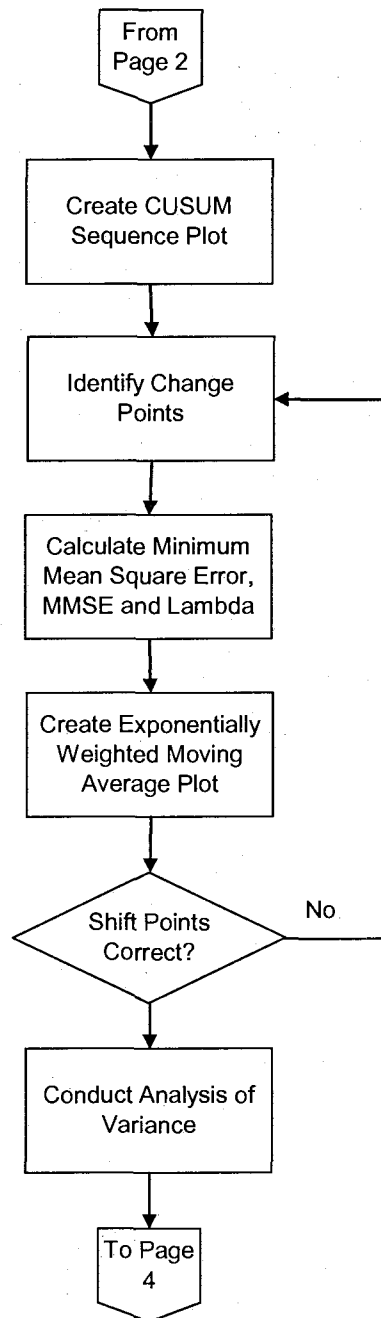 From
Page 2
Create CUSUM
Sequence Plot
Identify Change
Points
Calculate Minimum
Mean Square Error,
MMSE and Lambda
Create Exponentially
Weighted Moving
Average Plot
Shift Points
Correct?
No
Conduct Analysis of
Variance
To Page
4